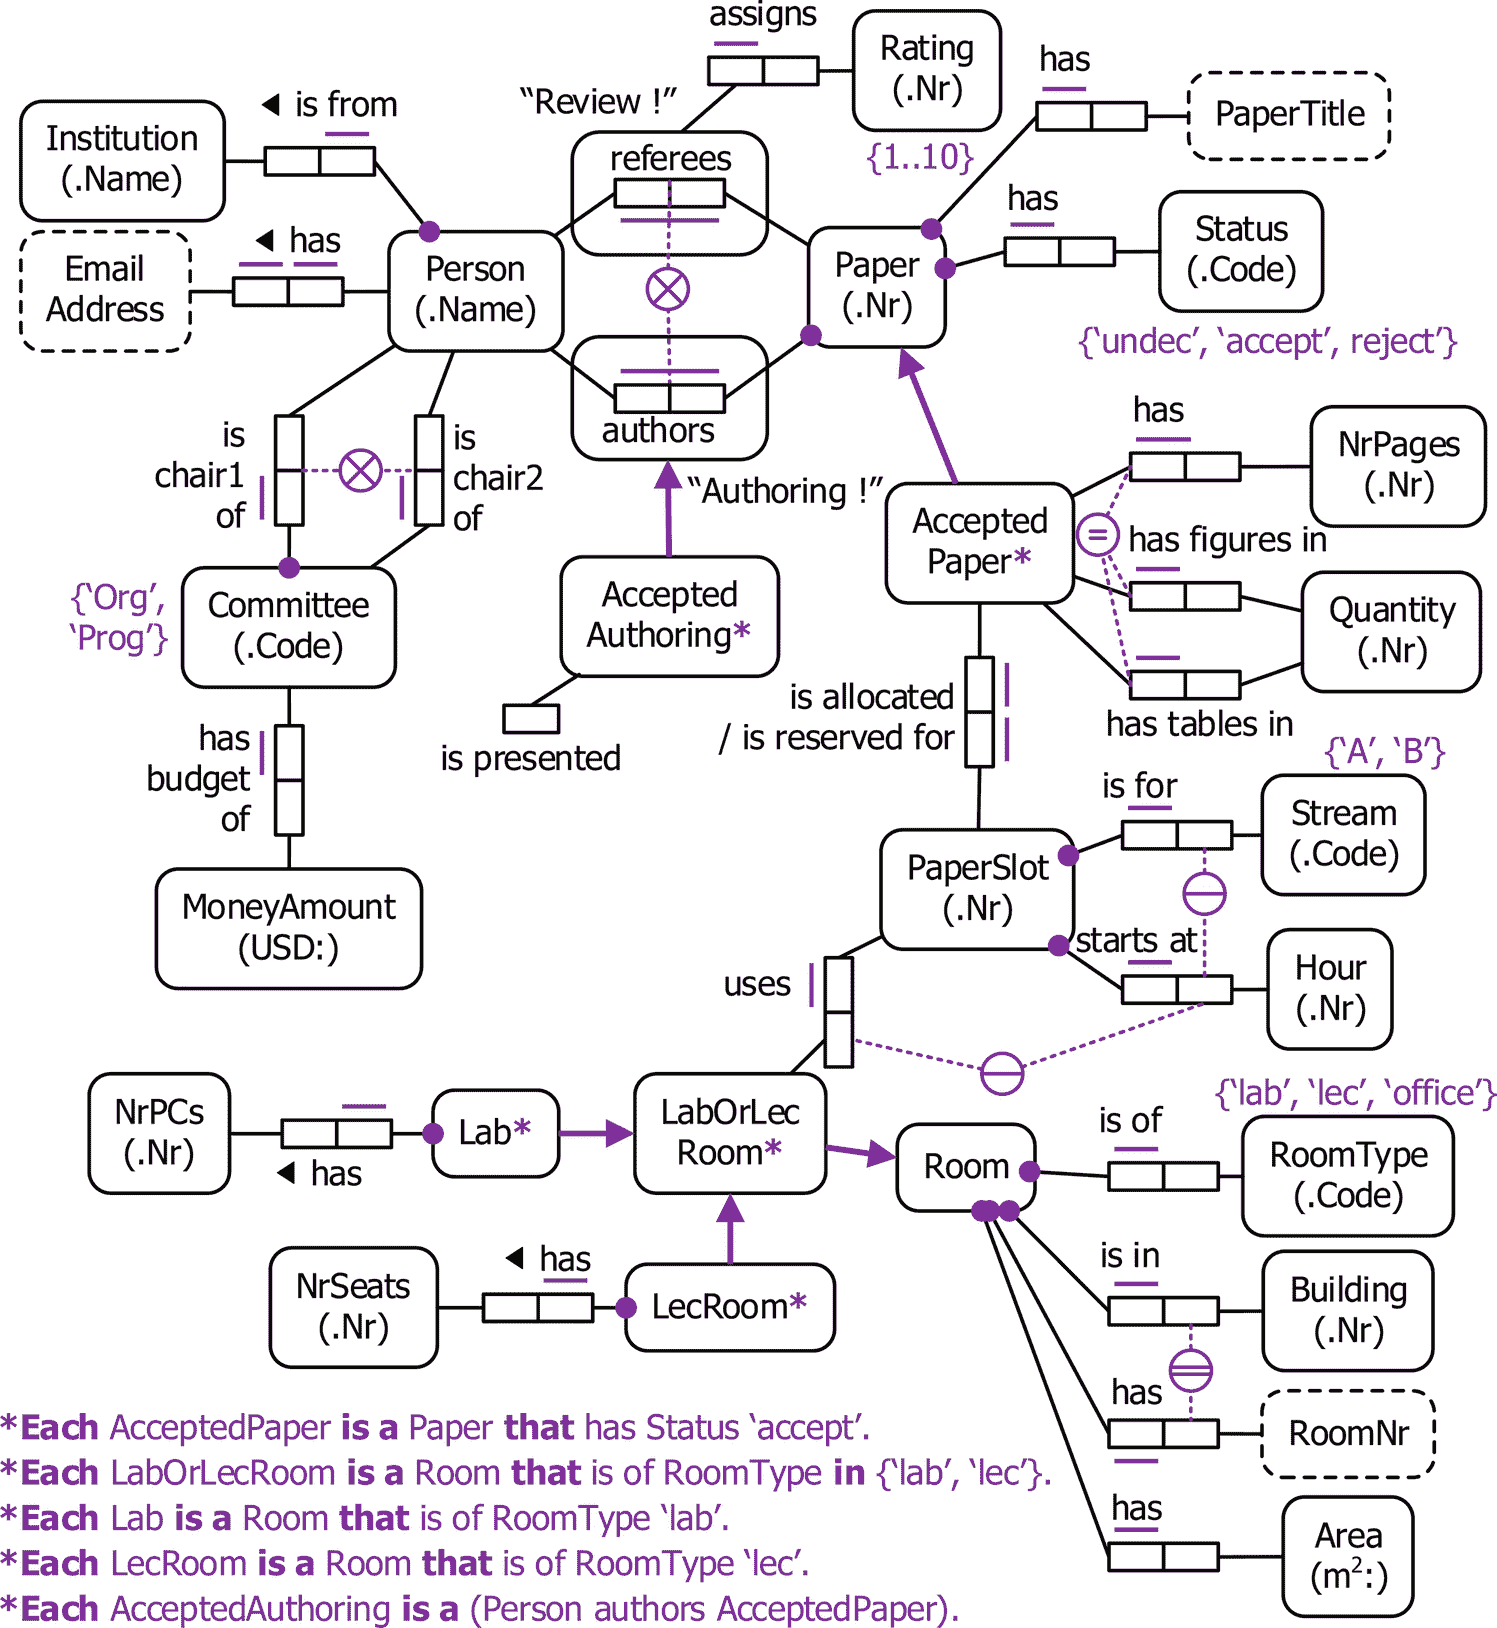 assigns
Rating
(.Nr)
{1..10}
has
PaperTitle
“Review !”
◄ is from
Institution
(.Name)
referees
has
Status
(.Code)
{‘undec’, ‘accept’, reject’}
◄ has
Email
Address
Person
(.Name)
Paper
(.Nr)
authors
“Authoring !”
is
chair1
of
is
chair2
of
has
NrPages
(.Nr)
Accepted
Paper*
=
has figures in
Quantity
(.Nr)
has tables in
{‘Org’,
‘Prog’}
Committee
(.Code)
Accepted
Authoring*
is presented
is allocated
/ is reserved for
has
budget
of
MoneyAmount
(USD:)
{‘A’, ‘B’}
is for
Stream
(.Code)
PaperSlot
(.Nr)
starts at
Hour
(.Nr)
uses
NrPCs
(.Nr)
◄ has
Lab*
LabOrLec
Room*
Room
{‘lab’, ‘lec’, ‘office’}
is of
RoomType
(.Code)
NrSeats
(.Nr)
◄ has
LecRoom*
is in
Building
(.Nr)
has
RoomNr
has
Area
(m²:)
*Each AcceptedPaper is a Paper that has Status ‘accept’.
*Each LabOrLecRoom is a Room that is of RoomType in {‘lab’, ‘lec’}.
*Each Lab is a Room that is of RoomType ‘lab’.
*Each LecRoom is a Room that is of RoomType ‘lec’.
*Each AcceptedAuthoring is a (Person authors AcceptedPaper).